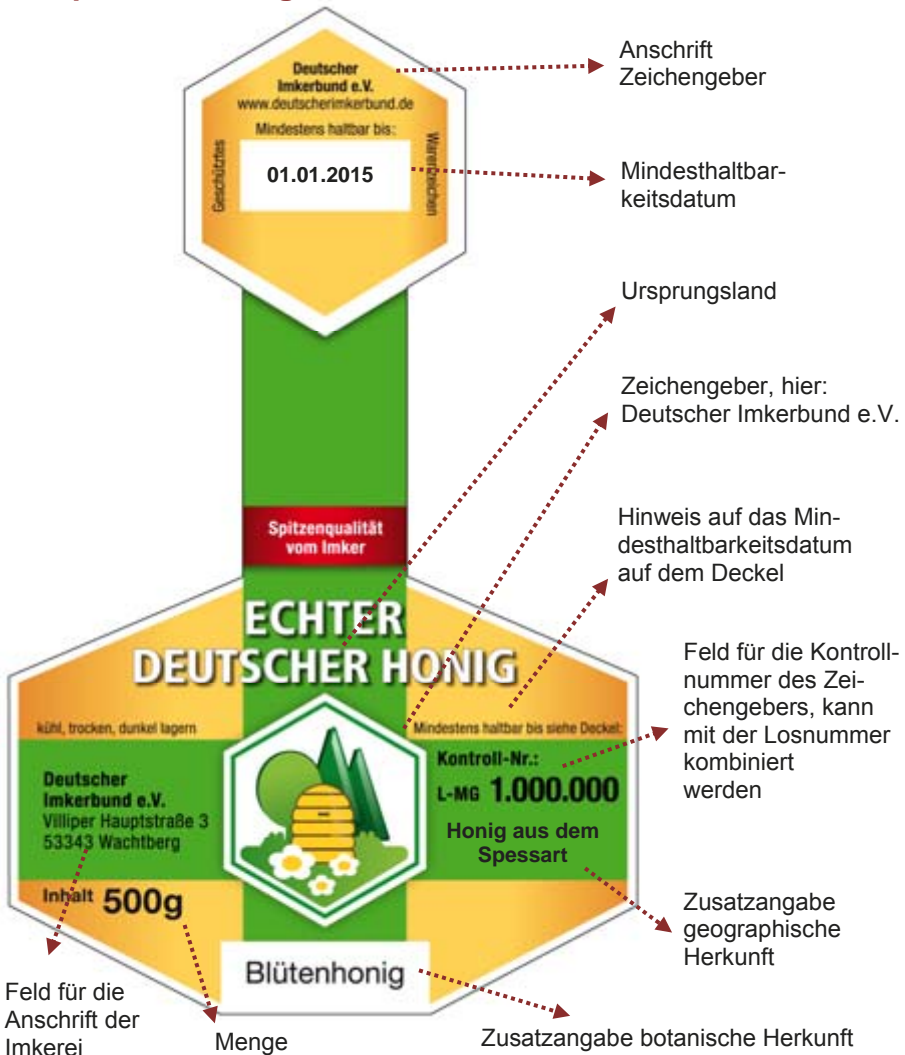 Deutscher
Imkerbund e.V.
www.deutscherimkerbund.de
Mindestens haltbar bis:
Geschütztes
01.01.2015
Warenzeichen
Anschrift
Zeichengeber
Mindesthaltbar-
keitsdatum
Ursprungsland
Zeichengeber, hier:
Deutscher Imkerbund e.V.
Spitzenqualität
vom Imker
Hinweis auf das Min-
desthaltbarkeitsdatum
auf dem Deckel
ECHTER
DEUTSCHER HONIG
kühl, trocken, dunkel lagern
Mindestens haltbar bis siehe Deckel:
Deutscher
Imkerbund e.V.
Villiper Hauptstraße 3
53343 Wachtberg
Kontroll-Nr.:
L-MG 1.000.000
Honig aus dem
Spessart
Feld für die Kontroll-
nummer des Zei-
chengebers, kann
mit der Losnummer
kombiniert
werden
Inhalt 500g
Blütenhonig
Zusatzangabe
geographische
Herkunft
Feld für die
Anschrift der
Imkerei
Menge
Zusatzangabe botanische Herkunft